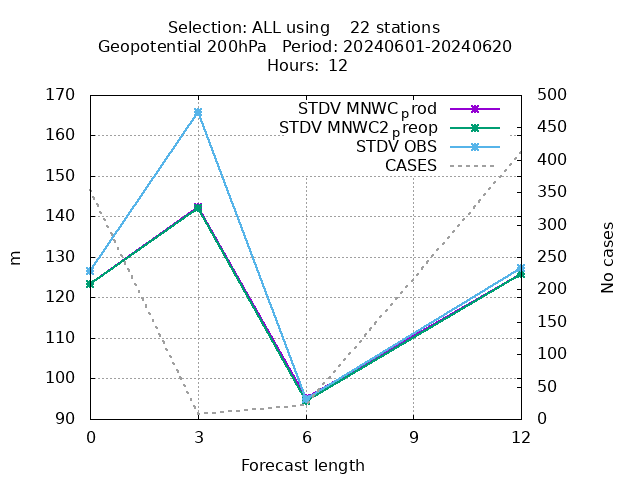 Selection: ALL using    22 stations
Geopotential 200hPa   Period: 20240601-20240620
Hours:  12
STDV MNWCprod
STDV MNWC2preop
STDV OBS
CASES
170
160
150
140
130
120
110
100
90
500
450
400
350
300
250
200
150
100
50
0
m
No cases
0 3 6 9 12
Forecast length